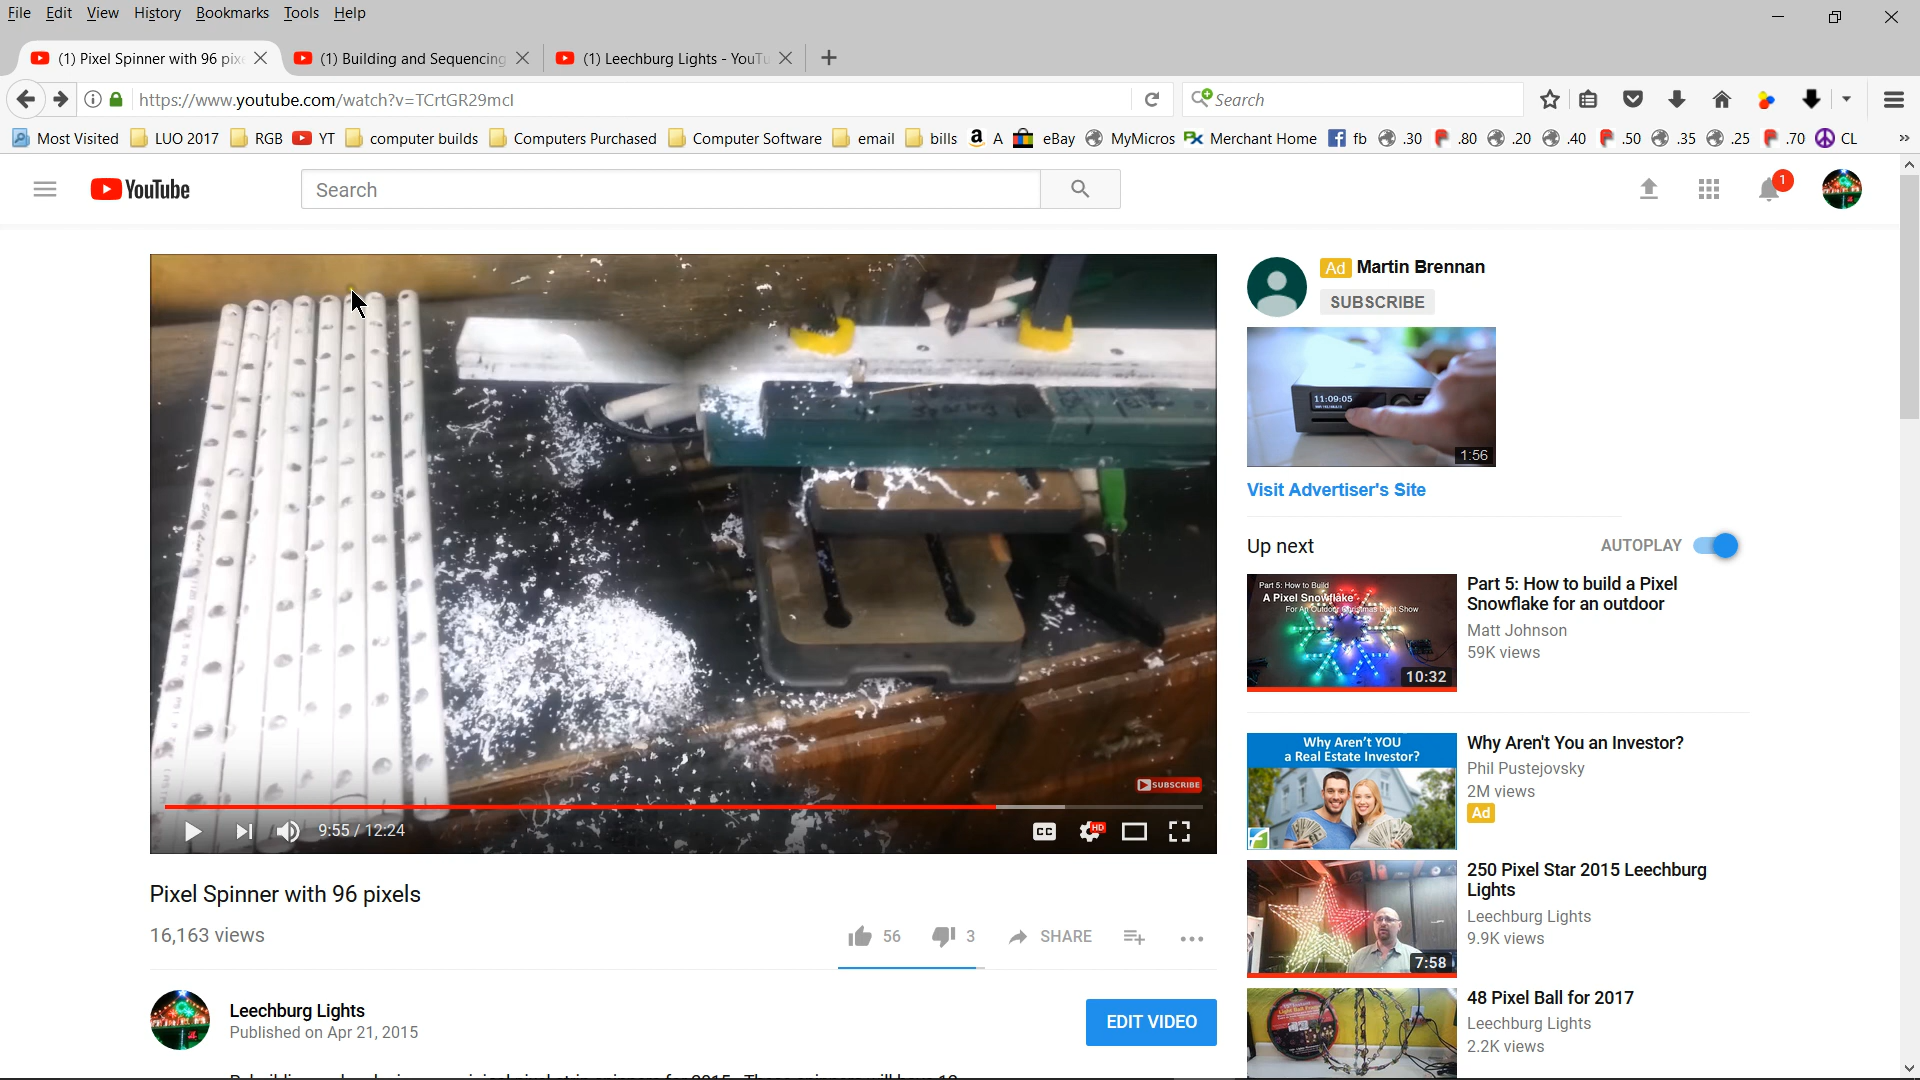 File Edit View History Bookmarks Tools Help
(1) Pixel Spinner with 96 pixe
(1) Building and Sequencing
(1) Leechburg Lights - YouTu
https://www.youtube.com/watch?v=TCrtGR29mcI
Search
Most Visited LUO 2017 RGB YT computer builds Computers Purchased Computer Software email bills A eBay MyMicros Merchant Home fb .30 .80 .20 .40 .50 .35 .25 .70 CL »
YouTube
Search
1
SUBSCRIBE
9:55 / 12:24
CC
HD
Pixel Spinner with 96 pixels
16,163 views
56 3 SHARE
Leechburg Lights
Published on Apr 21, 2015
EDIT VIDEO
Ad Martin Brennan
SUBSCRIBE
11:09:05
1:56
Visit Advertiser's Site
Up next
AUTOPLAY
Part 5: How to Build
A Pixel Snowflake
For An Outdoor Christmas Light Show
10:32
Part 5: How to build a Pixel
Snowflake for an outdoor
Matt Johnson
59K views
Why Aren't YOU
a Real Estate Investor?
Why Aren't You an Investor?
Phil Pustejovsky
2M views
Ad
7:58
250 Pixel Star 2015 Leechburg
Lights
Leechburg Lights
9.9K views
48 Pixel Ball for 2017
Leechburg Lights
2.2K views